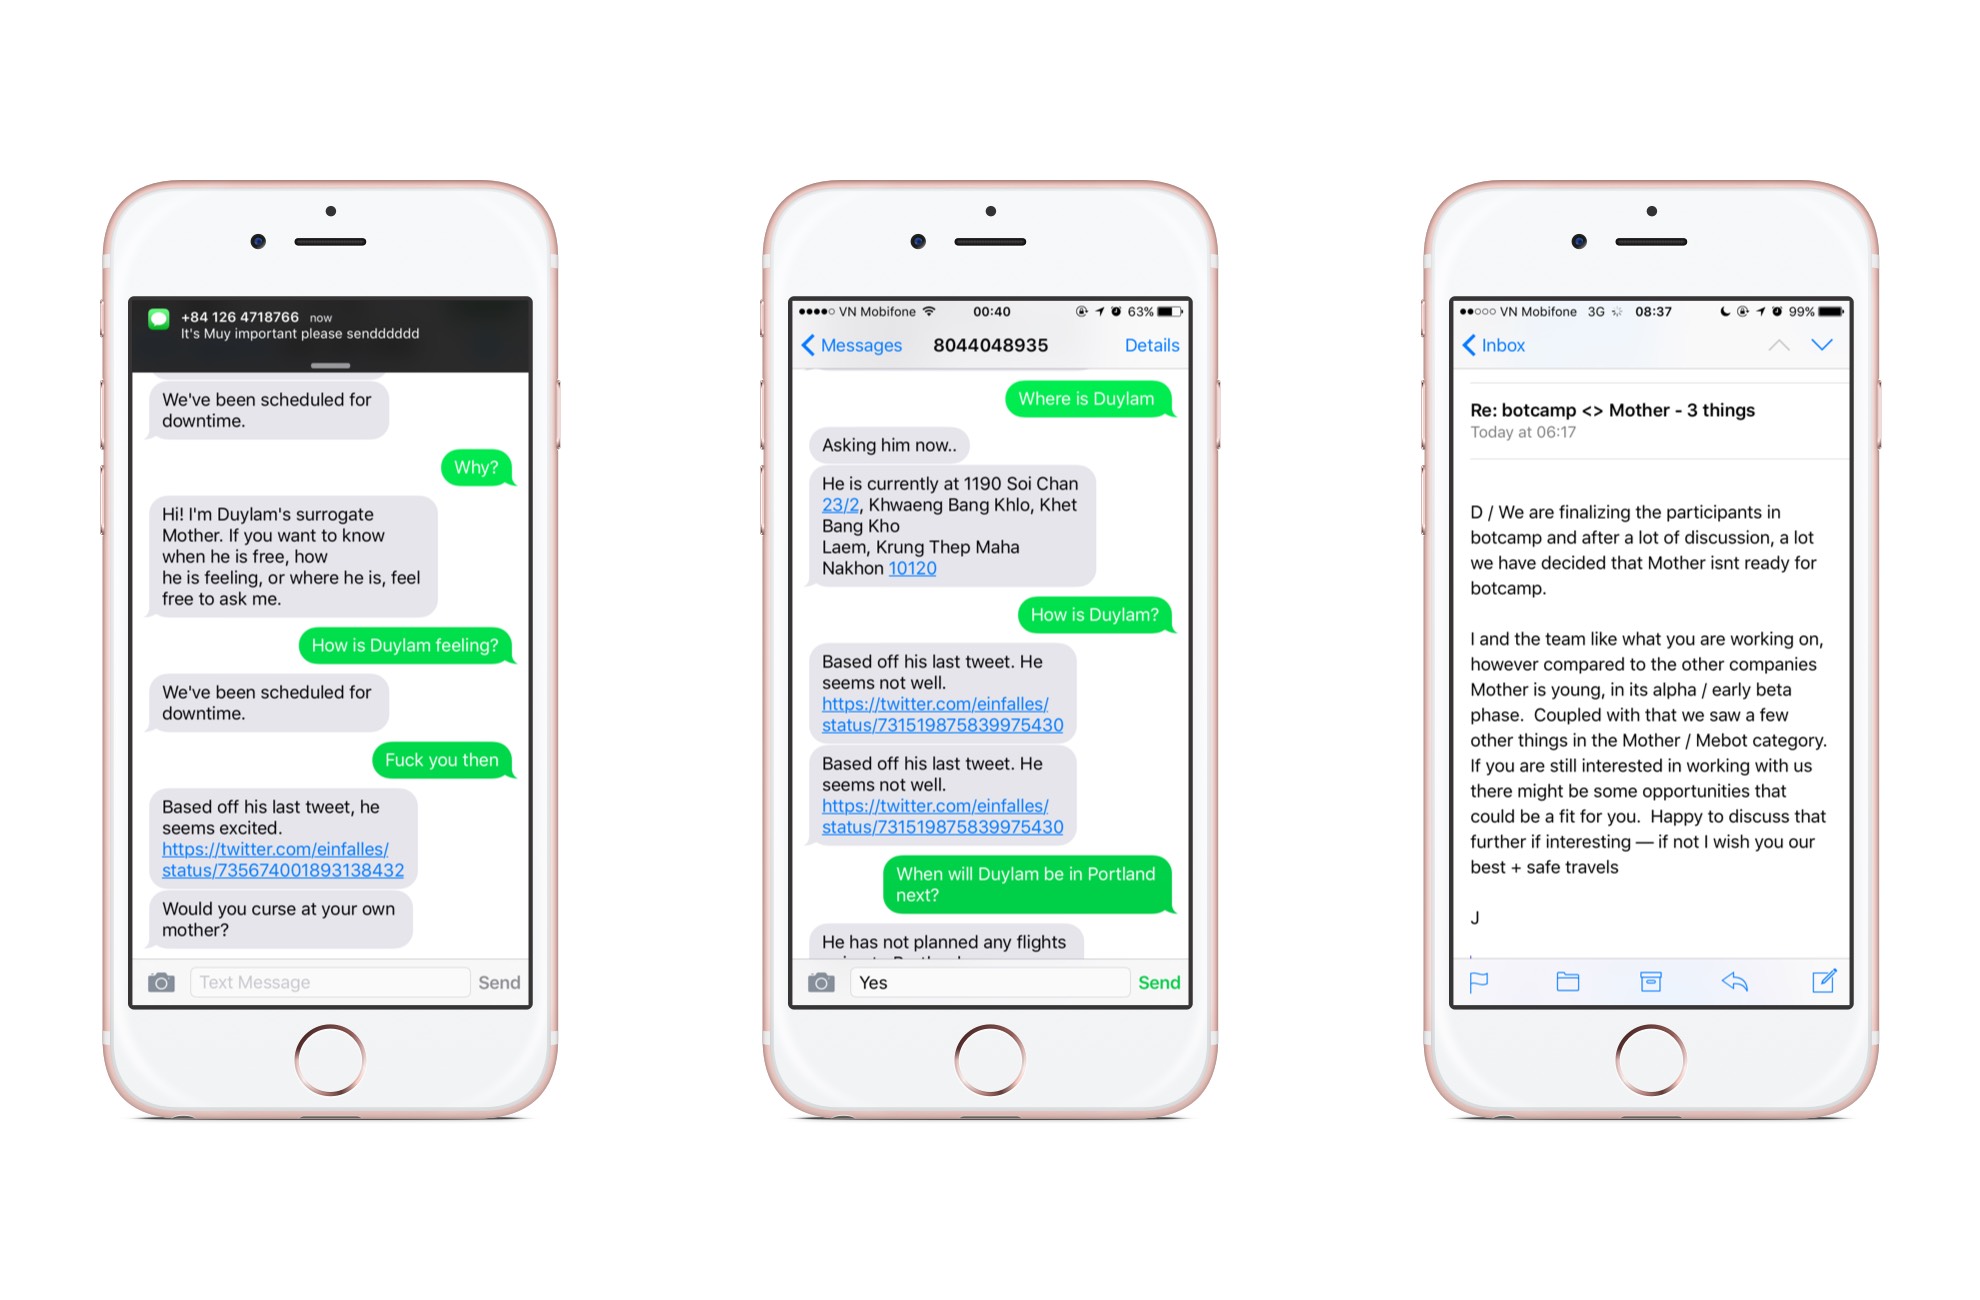 +84 126 4718766 now
It's Muy important please sendddddd
We've been scheduled for
downtime.
Why?
Hi! I'm Duylam's surrogate
Mother. If you want to know
when he is free, how
he is feeling, or where he is, feel
free to ask me.
How is Duylam feeling?
We've been scheduled for
downtime.
Fuck you then
Based off his last tweet, he
seems excited.
https://twitter.com/einfalles/
status/735674001893138432
Would you curse at your own
mother?
Text Message
Send
VN Mobifone 00:40 63%
Messages 8044048935 Details
Where is Duylam
Asking him now..
He is currently at 1190 Soi Chan
23/2, Khwaeng Bang Khlo, Khet
Bang Kho
Laem, Krung Thep Maha
Nakhon 10120
How is Duylam?
Based off his last tweet. He
seems not well.
https://twitter.com/einfalles/
status/731519875839975430
Based off his last tweet. He
seems not well.
https://twitter.com/einfalles/
status/731519875839975430
When will Duylam be in Portland
next?
He has not planned any flights
Yes
Send
VN Mobifone 3G 08:37 99%
Inbox
Re: botcamp <> Mother - 3 things
Today at 06:17
D / We are finalizing the participants in
botcamp and after a lot of discussion, a lot
we have decided that Mother isnt ready for
botcamp.
I and the team like what you are working on,
however compared to the other companies
Mother is young, in its alpha / early beta
phase. Coupled with that we saw a few
other things in the Mother / Mebot category.
If you are still interested in working with us
there might be some opportunities that
could be a fit for you. Happy to discuss that
further if interesting — if not I wish you our
best + safe travels
J